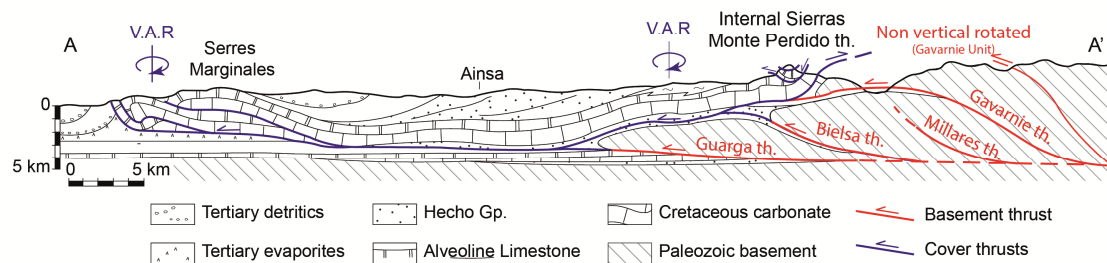 A
V.A.R
Serres
Marginales
Ainsa
V.A.R
Internal Sierras
Monte Perdido th.
Non vertical rotated
(Gavarnie Unit)
A'
0
5 km
0
5 km
Guarga th.
Bielsa th.
Millares th.
Gavarnie th.
Tertiary detritics
Hecho Gp.
Cretaceous carbonate
Basement thrust
Tertiary evaporites
Alveoline Limestone
Paleozoic basement
Cover thrusts